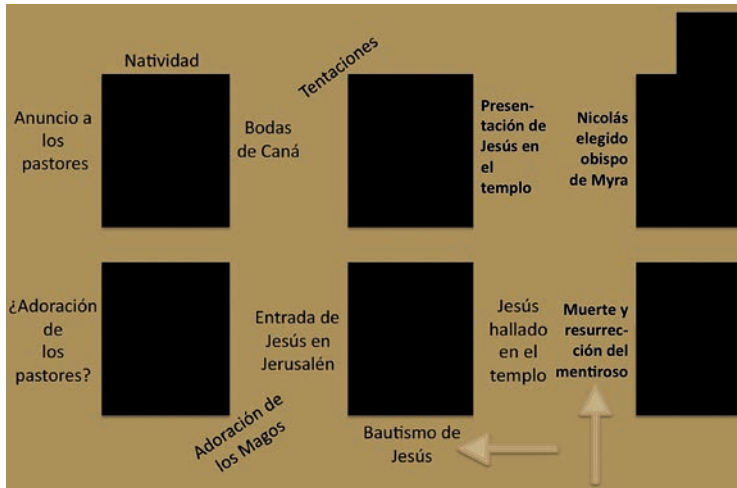 Natividad
Tentaciones
Anuncio a
los
pastores
Bodas
de Caná
Presen-
tación de
Jesús en
el
templo
Nicolás
elegido
obispo
de Myra
¿Adoración
de
los
pastores?
Entrada de
Jesús en
Jerusalén
Jesús
hallado
en el
templo
Muerte y
resurrec-
ción del
mentiroso
Adoración de
los Magos
Bautismo de
Jesús